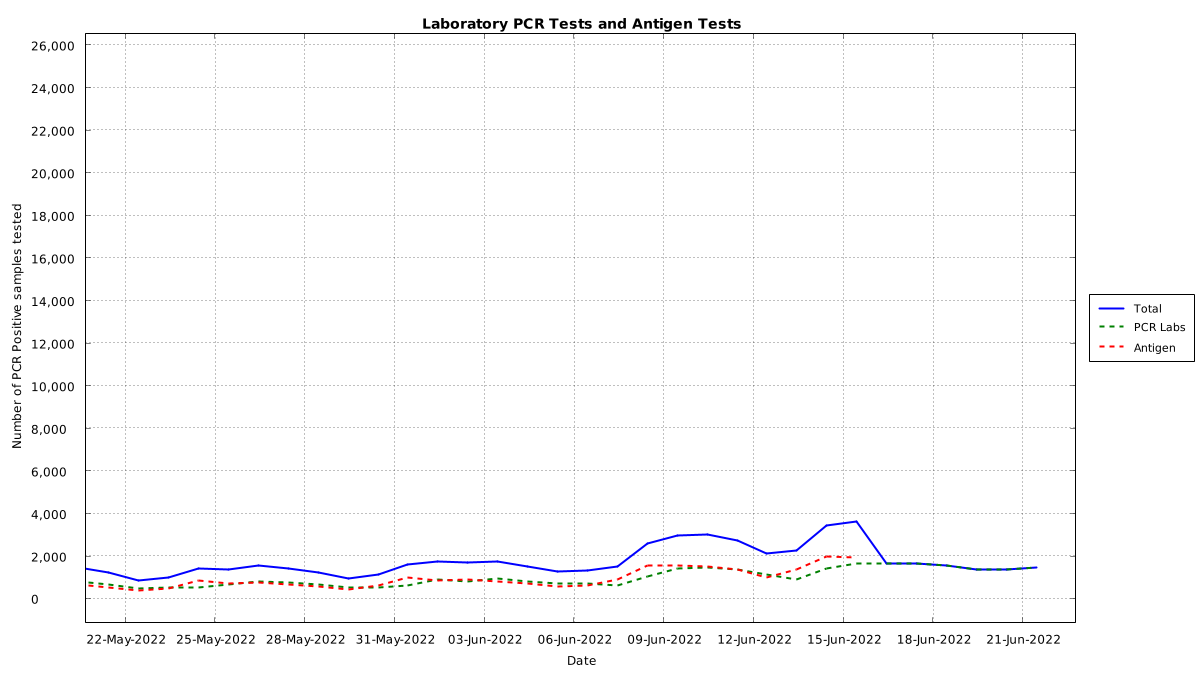 Laboratory PCR Tests and Antigen Tests
Number of PCR Positive samples tested
26,000
24,000
22,000
20,000
18,000
16,000
14,000
12,000
10,000
8,000
6,000
4,000
2,000
0
22-May-2022 25-May-2022 28-May-2022 31-May-2022 03-Jun-2022 06-Jun-2022 09-Jun-2022 12-Jun-2022 15-Jun-2022 18-Jun-2022 21-Jun-2022
Date
Total
PCR Labs
Antigen